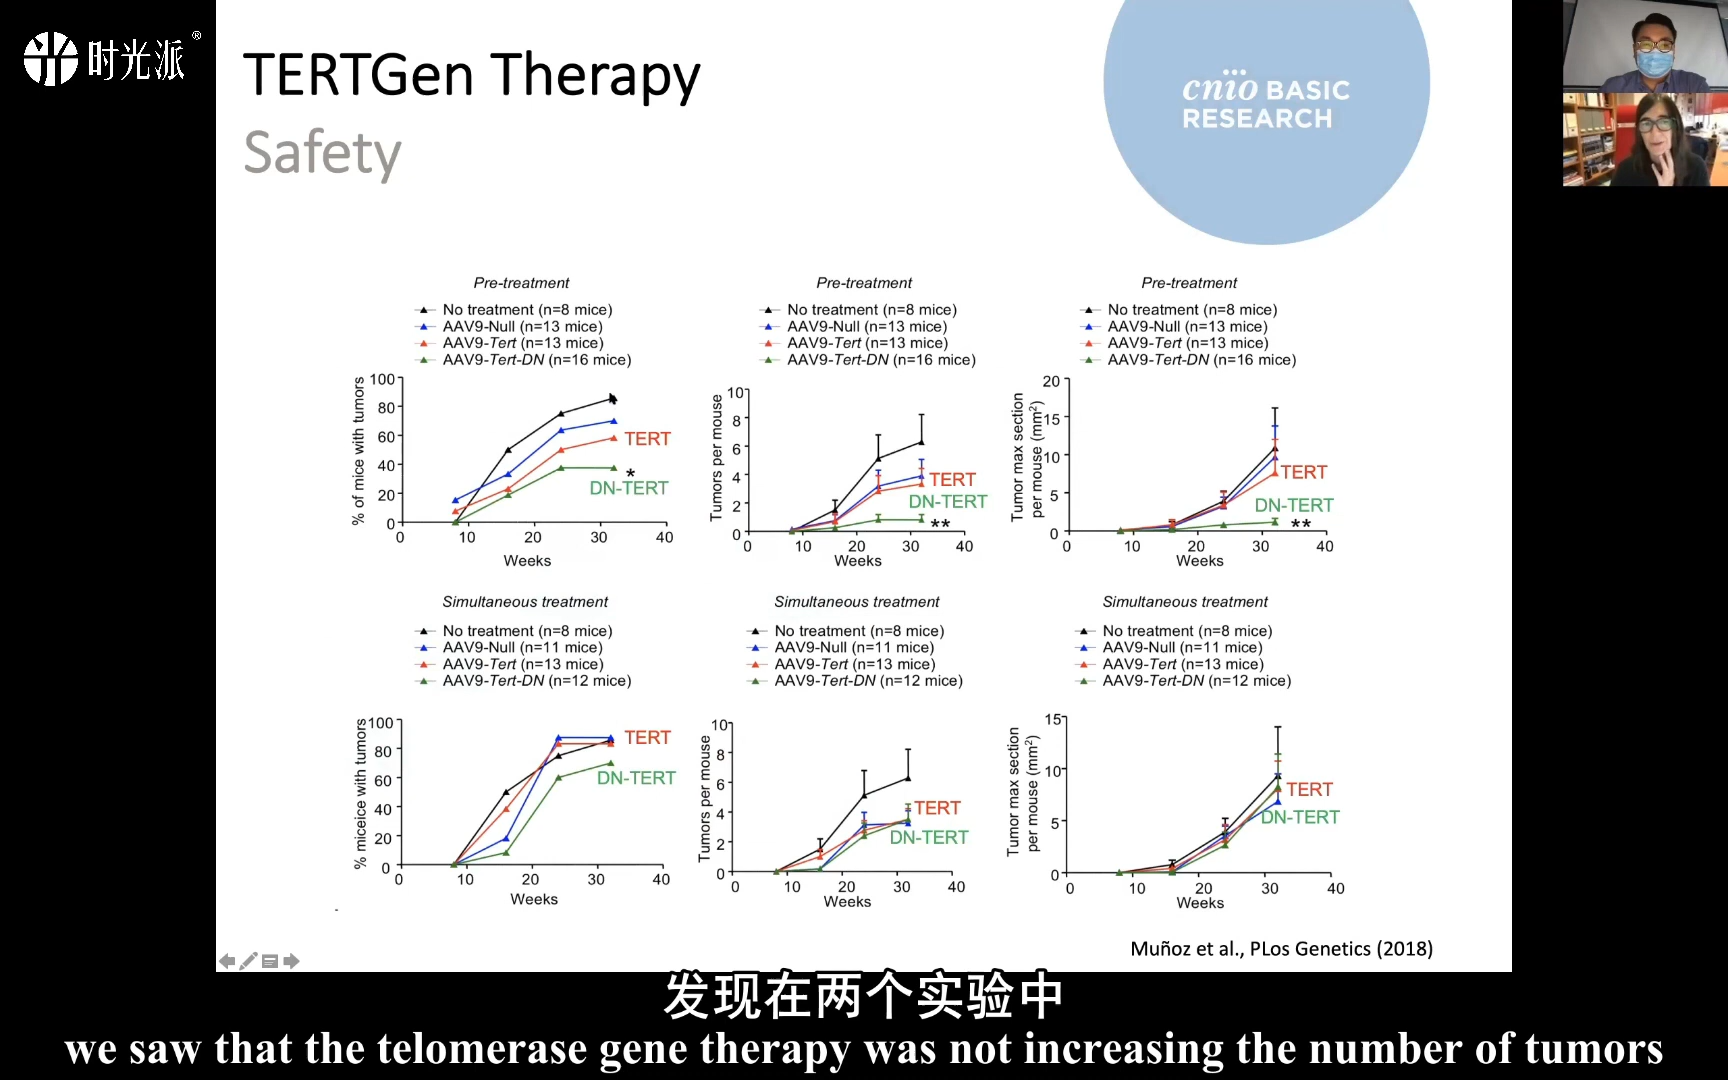 时光派®
TERTGen Therapy
Safety
cnio BASIC
RESEARCH
Pre-treatment
No treatment (n=8 mice)
AAV9-Null (n=13 mice)
AAV9-Tert (n=13 mice)
AAV9-Tert-DN (n=16 mice)
% of mice with tumors
100
80
60
40
20
0
TERT
*
DN-TERT
0 10 20 30 40
Weeks
Pre-treatment
No treatment (n=8 mice)
AAV9-Null (n=13 mice)
AAV9-Tert (n=13 mice)
AAV9-Tert-DN (n=16 mice)
Tumors per mouse
10
8
6
4
2
0
TERT
DN-TERT
**
0 10 20 30 40
Weeks
Pre-treatment
No treatment (n=8 mice)
AAV9-Null (n=13 mice)
AAV9-Tert (n=13 mice)
AAV9-Tert-DN (n=16 mice)
Tumor max section
per mouse (mm²)
20
15
10
5
0
TERT
DN-TERT
**
0 10 20 30 40
Weeks
Simultaneous treatment
No treatment (n=8 mice)
AAV9-Null (n=11 mice)
AAV9-Tert (n=13 mice)
AAV9-Tert-DN (n=12 mice)
% miceice with tumors
100
80
60
40
20
0
TERT
DN-TERT
0 10 20 30 40
Weeks
Simultaneous treatment
No treatment (n=8 mice)
AAV9-Null (n=11 mice)
AAV9-Tert (n=13 mice)
AAV9-Tert-DN (n=12 mice)
Tumors per mouse
10
8
6
4
2
0
TERT
DN-TERT
0 10 20 30 40
Weeks
Simultaneous treatment
No treatment (n=8 mice)
AAV9-Null (n=11 mice)
AAV9-Tert (n=13 mice)
AAV9-Tert-DN (n=12 mice)
Tumor max section
per mouse (mm²)
15
10
5
0
TERT
DN-TERT
0 10 20 30 40
Weeks
Muñoz et al., PLos Genetics (2018)
发现在两个实验中
we saw that the telomerase gene therapy was not increasing the number of tumors